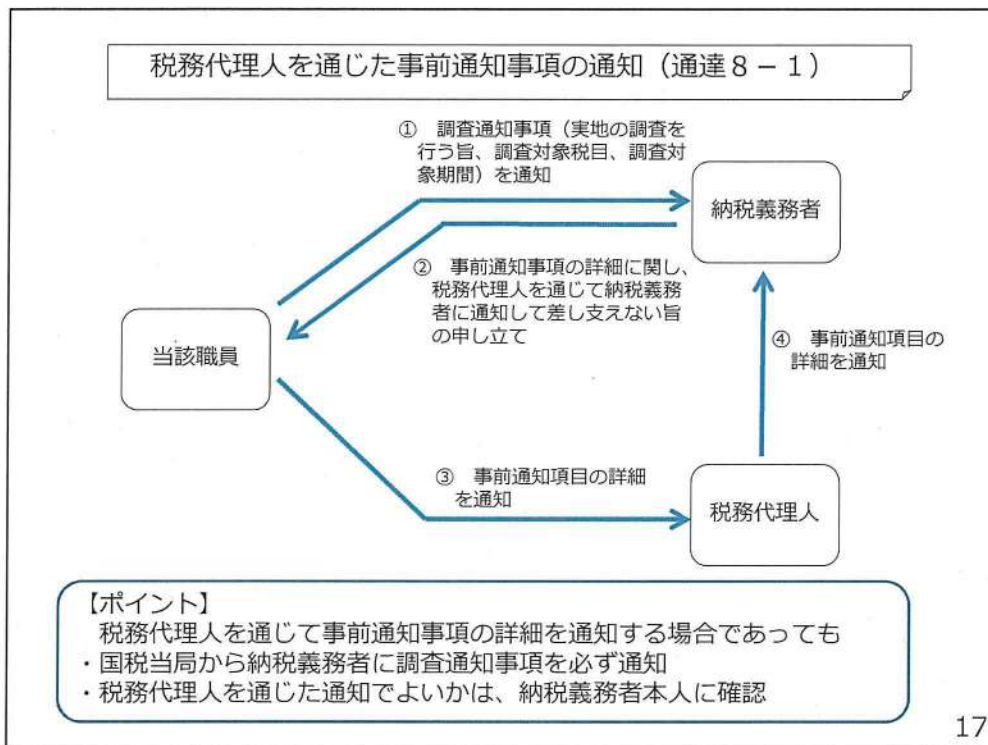 税務代理人を通じた事前通知事項の通知（通達８－１）
① 調査通知事項（実地の調査を
行う旨、調査対象税目、調査対
象期間）を通知
納税義務者
② 事前通知事項の詳細に関し、
税務代理人を通じて納税義務
者に通知して差し支えない旨
の申し立て
当該職員
④ 事前通知項目の
詳細を通知
③ 事前通知項目の詳細
を通知
税務代理人
【ポイント】
税務代理人を通じて事前通知事項の詳細を通知する場合であっても
・国税当局から納税義務者に調査通知事項を必ず通知
・税務代理人を通じた通知でよいかは、納税義務者本人に確認
17